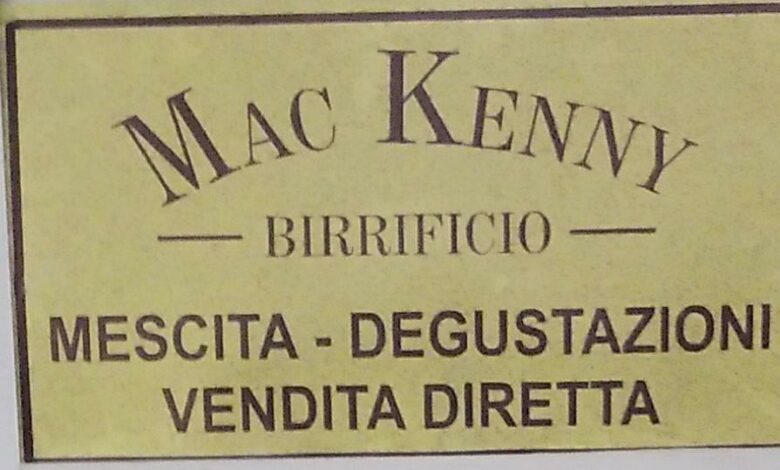 MAC KENNY
BIRRIFICIO
MESCITA - DEGUSTAZIONI
VENDITA DIRETTA